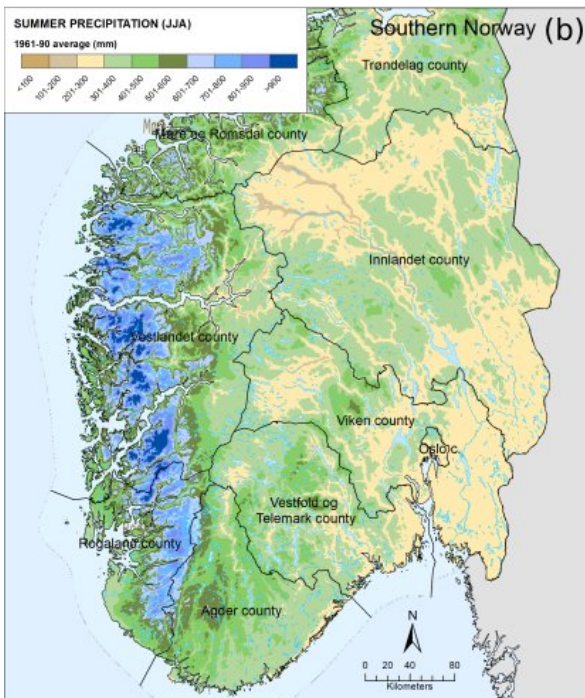 SUMMER PRECIPITATION (JJA)
1961-90 average (mm)
<100
101-200
201-300
301-400
401-500
501-600
601-700
701-800
801-900
>900
Southern Norway (b)
Trøndelag county
Møre og Romsdal county
Innlandet county
Vestlandet county
Viken county
Oslo
Vestfold og
Telemark county
Rogaland county
Agder county
N
0 20 40 80
Kilometers